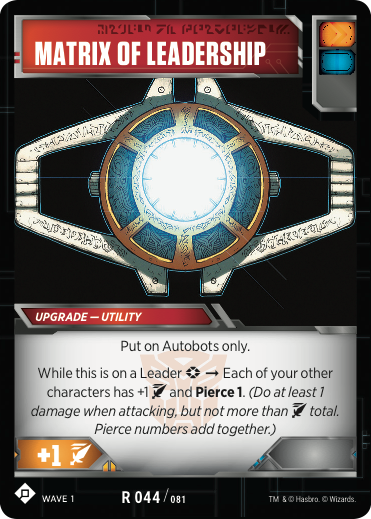 MATRIX OF LEADERSHIP
UPGRADE — UTILITY
Put on Autobots only.
While this is on a Leader → Each of your other
characters has +1 and Pierce 1. (Do at least 1
damage when attacking, but not more than total.
Pierce numbers add together.)
+1
WAVE 1
R 044 / 081
TM & © Hasbro. © Wizards.